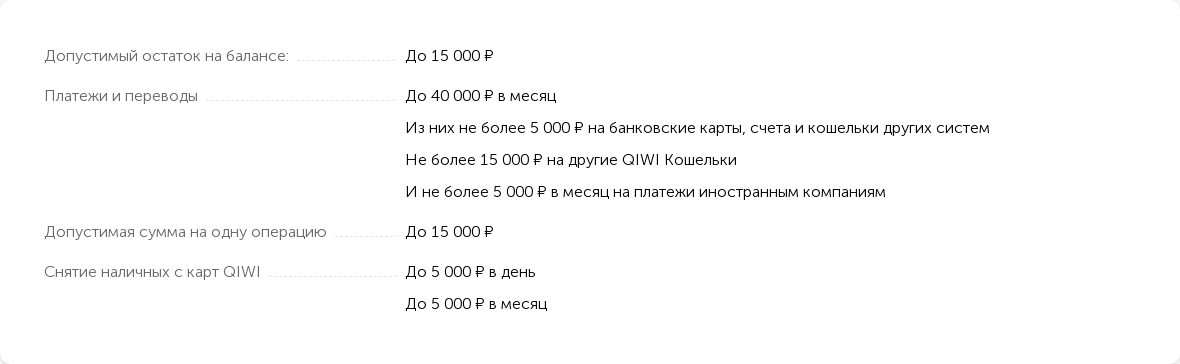 Допустимый остаток на балансе: До 15 000 ₽
Платежи и переводы До 40 000 ₽ в месяц
Из них не более 5 000 ₽ на банковские карты, счета и кошельки других систем
Не более 15 000 ₽ на другие QIWI Кошельки
И не более 5 000 ₽ в месяц на платежи иностранным компаниям
Допустимая сумма на одну операцию До 15 000 ₽
Снятие наличных с карт QIWI До 5 000 ₽ в день
До 5 000 ₽ в месяц